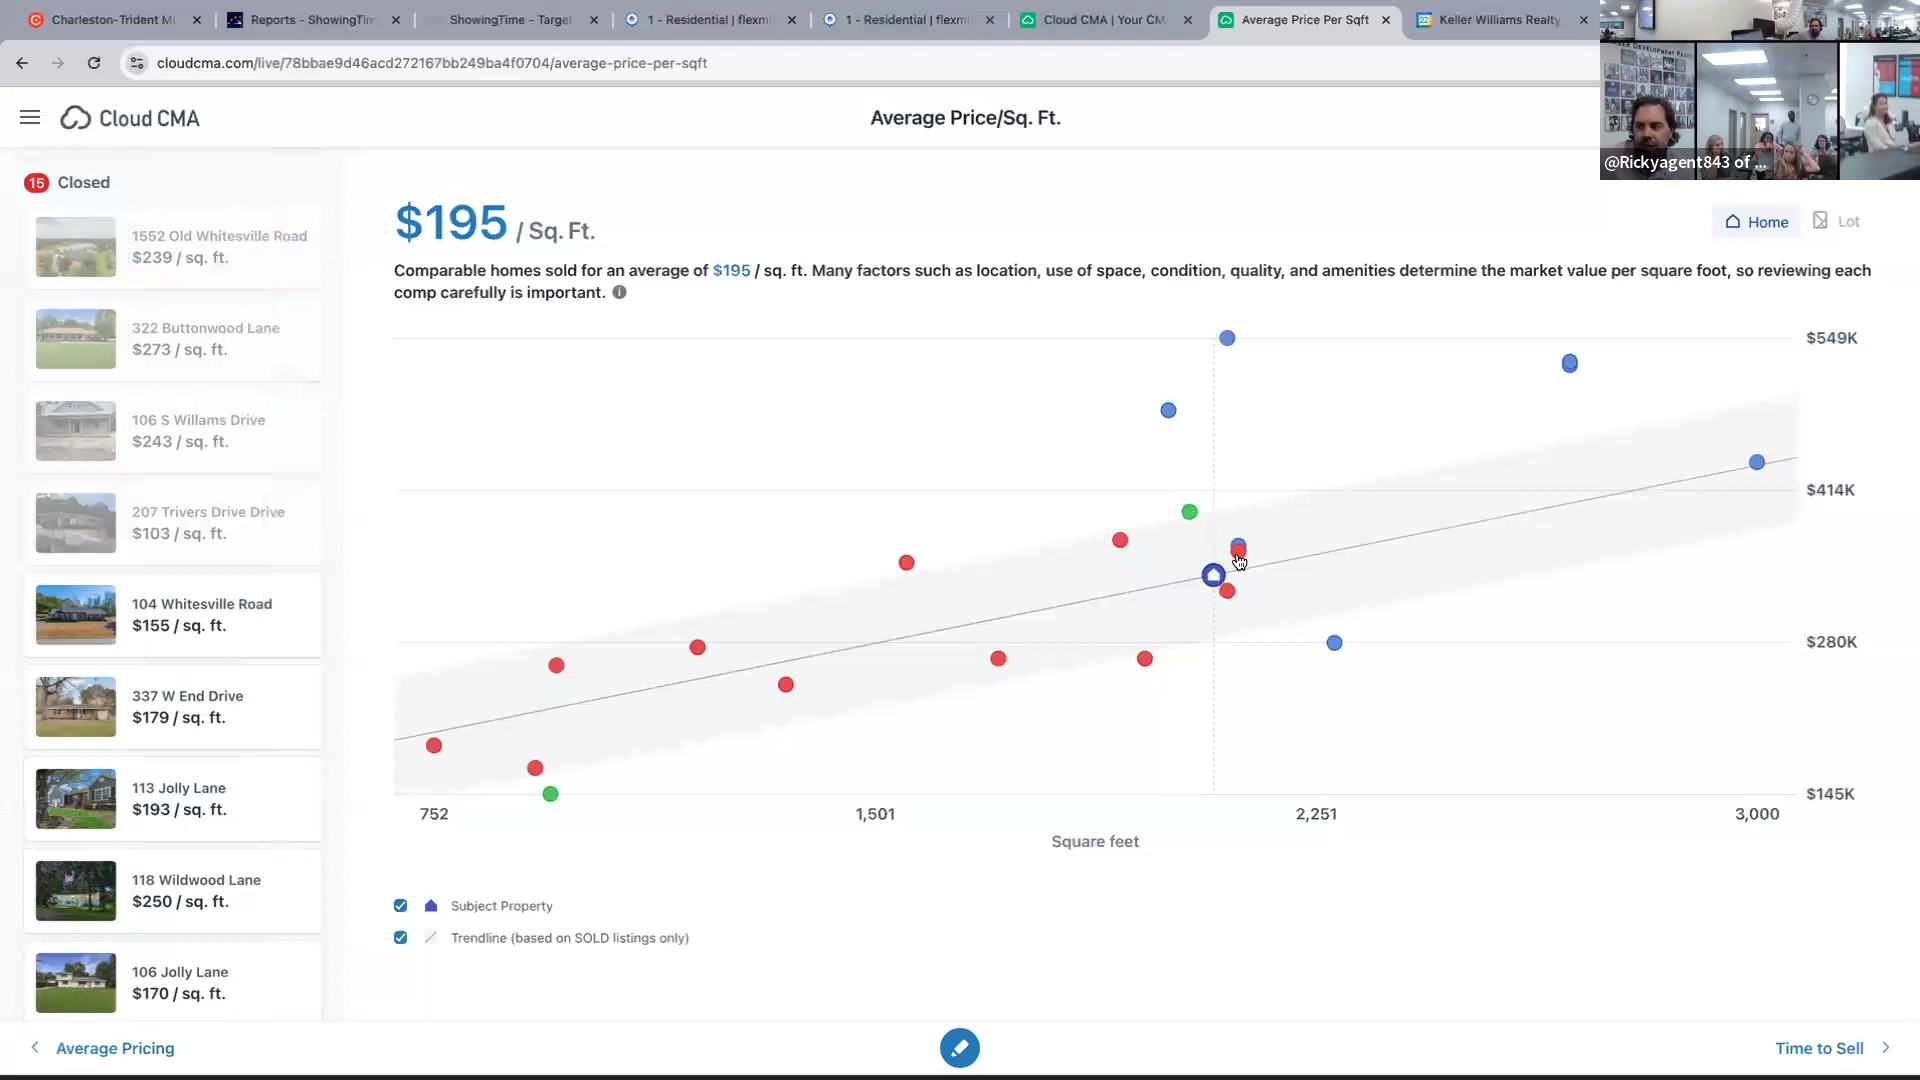 Charleston-Trident M
Reports - ShowingTim
ShowingTime - Target
1 - Residential | flexm
1 - Residential | flexm
Cloud CMA | Your CM
Average Price Per Sqft
Keller Williams Realty
cloudcma.com/live/78bbae9d46acd272167bb249ba4f0704/average-price-per-sqft
@Rickyagent843 of ...
Cloud CMA
Average Price/Sq. Ft.
15 Closed
1552 Old Whitesville Road
$239 / sq. ft.
322 Buttonwood Lane
$273 / sq. ft.
106 S Willams Drive
$243 / sq. ft.
207 Trivers Drive Drive
$103 / sq. ft.
104 Whitesville Road
$155 / sq. ft.
337 W End Drive
$179 / sq. ft.
113 Jolly Lane
$193 / sq. ft.
118 Wildwood Lane
$250 / sq. ft.
106 Jolly Lane
$170 / sq. ft.
$195 / Sq. Ft.
Home
Lot
Comparable homes sold for an average of $195 / sq. ft. Many factors such as location, use of space, condition, quality, and amenities determine the market value per square foot, so reviewing each
comp carefully is important.
$549K
$414K
$280K
$145K
752
1,501
2,251
3,000
Square feet
Subject Property
Trendline (based on SOLD listings only)
Average Pricing
Time to Sell